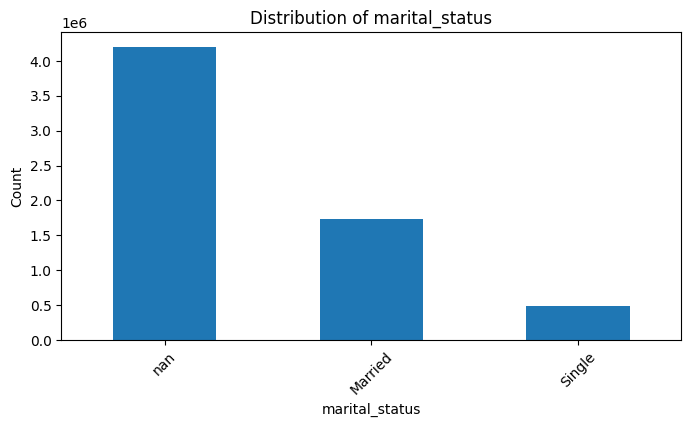 Distribution of marital_status
1e6
4.0
3.5
3.0
2.5
2.0
1.5
1.0
0.5
0.0
Count
nan
Married
Single
marital_status